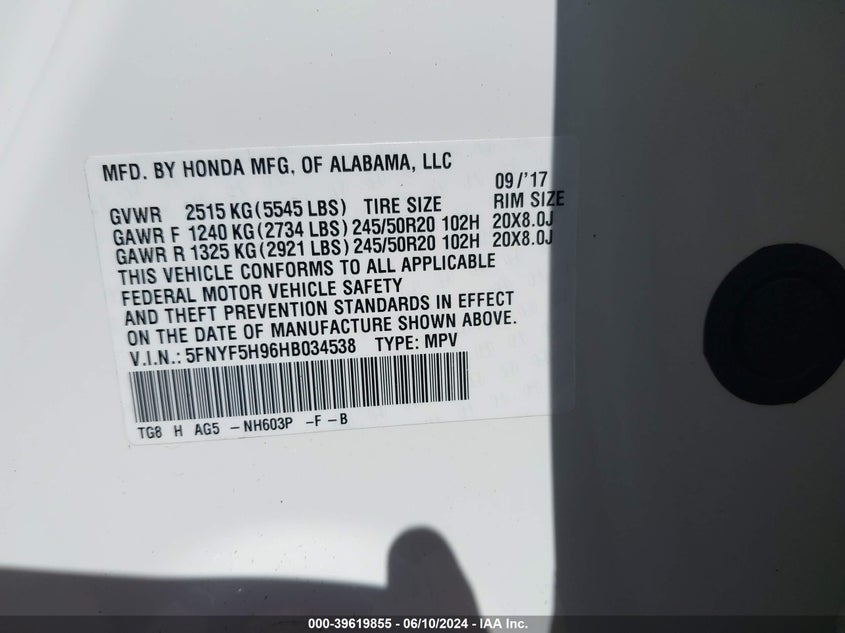 MFD. BY HONDA MFG. OF ALABAMA, LLC
09/'17
GVWR 2515 KG (5545 LBS) TIRE SIZE RIM SIZE
GAWR F 1240 KG (2734 LBS) 245/50R20 102H 20X8.0J
GAWR R 1325 KG (2921 LBS) 245/50R20 102H 20X8.0J
THIS VEHICLE CONFORMS TO ALL APPLICABLE
FEDERAL MOTOR VEHICLE SAFETY
AND THEFT PREVENTION STANDARDS IN EFFECT
ON THE DATE OF MANUFACTURE SHOWN ABOVE.
V.I.N.: 5FNYF5H96HB034538 TYPE: MPV
TG8 H AG5 -NH603P -F -B
000-39619855 - 06/10/2024 - IAA Inc.